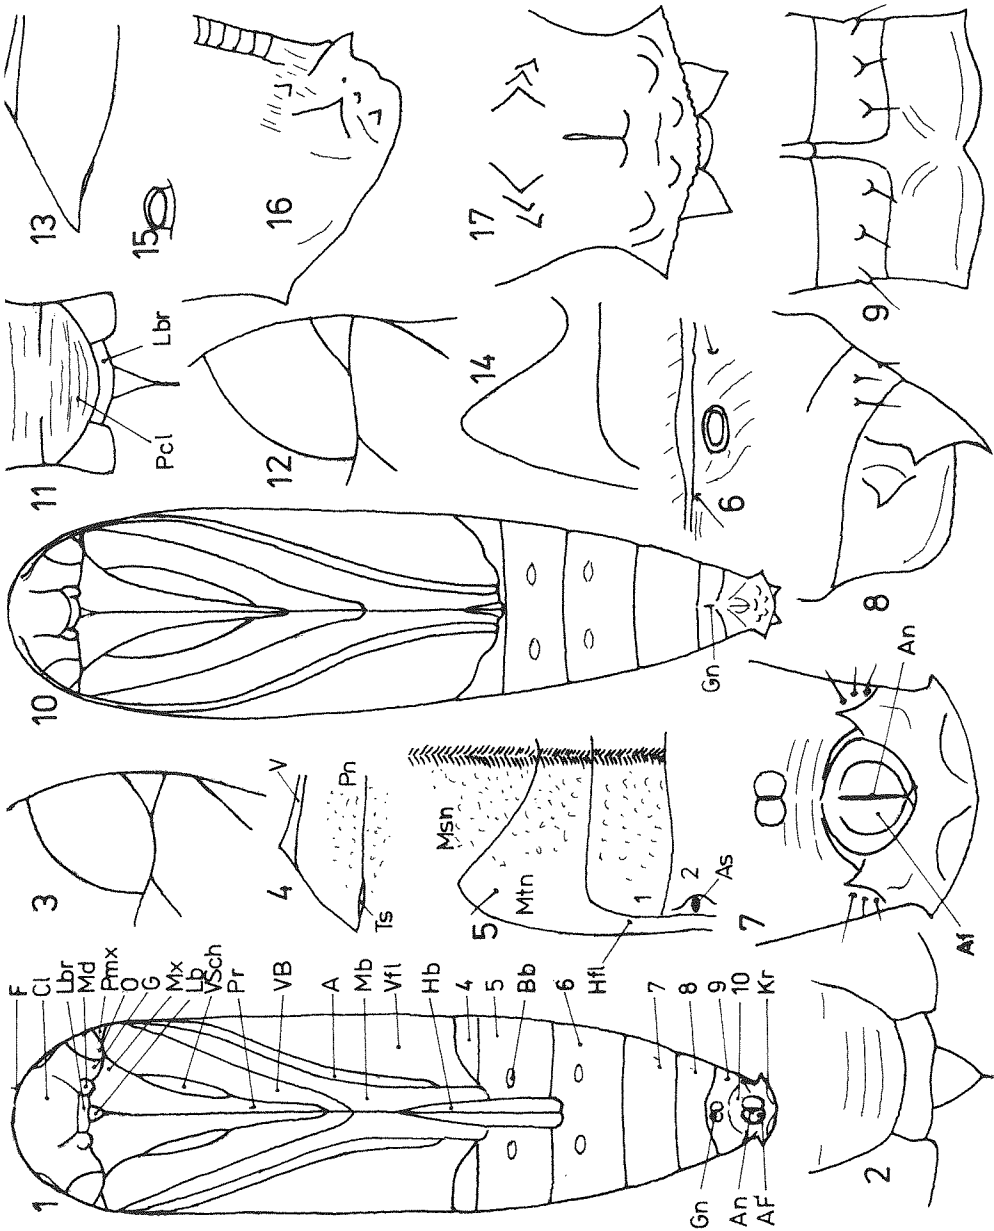 1
F
Cl
Lbr
Md
Pmx
O
G
Mx
Lb
VSch
Pr
VB
A
Mb
Vfl
Hb
4
5
Bb
6
Hfl
7
8
9
10
Kr
Gn
An
AF
2
3
4
V
Pn
Ts
5
Msn
Mtn
1
2
As
7
An
Af
10
Gn
11
Pcl
Lbr
12
14
6
8
9
13
15
16
17